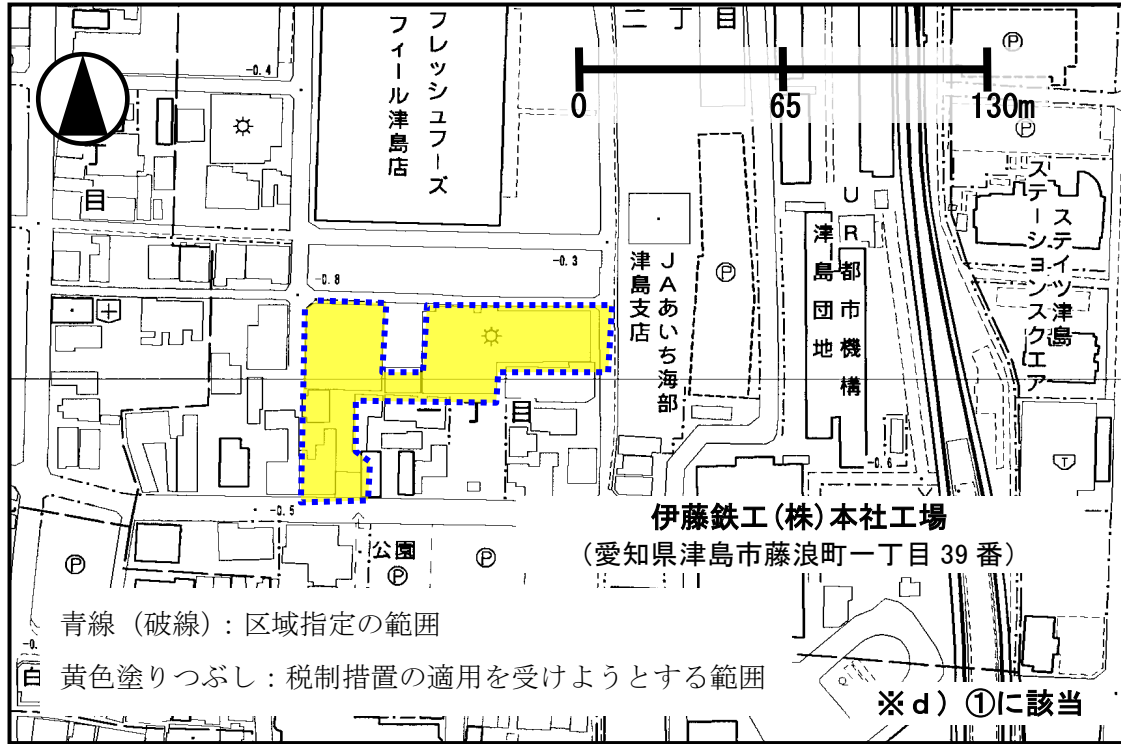 二丁目
-0.4
フレッシュフーズ
フィール津島店
0
65
130m
Ⓟ
Ⓟ
丁
目
ステイツ津島
ステーションスクエア
UR都市機構
津島団地
-0.3
-0.8
JAあいち海部
津島支店
Ⓟ
丁目
-0.6
-0.5
伊藤鉄工(株)本社工場
（愛知県津島市藤浪町一丁目 39 番）
公園
Ⓟ
Ⓟ
Ⓟ
青線（破線）：区域指定の範囲
-0.
白
黄色塗りつぶし：税制措置の適用を受けようとする範囲
※d）①に該当